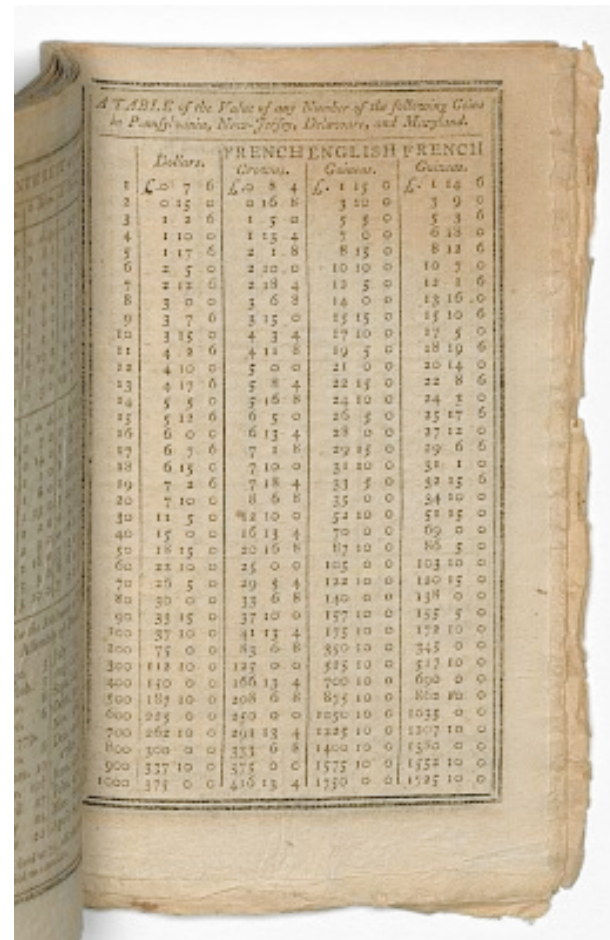 A TABLE of the Value of any Number of the following Coins
in Pennsylvania, New-Jersey, Delaware, and Maryland.
Dollars. FRENCH Crowns. ENGLISH Guineas. FRENCH Guineas.
1 £.0 7 6 £.0 8 4 £.1 15 0 £.1 14 6
2 0 15 0 0 16 8 3 10 0 3 9 0
3 1 2 6 1 5 0 5 5 0 5 3 6
4 1 10 0 1 13 4 7 0 0 6 18 0
5 1 17 6 2 1 8 8 15 0 8 12 6
6 2 5 0 2 10 0 10 10 0 10 7 0
7 2 12 6 2 18 4 12 5 0 12 1 6
8 3 0 0 3 6 8 14 0 0 13 16 0
9 3 7 6 3 15 0 15 15 0 15 10 6
10 3 15 0 4 3 4 17 10 0 17 5 0
11 4 2 6 4 11 8 19 5 0 18 19 6
12 4 10 0 5 0 0 21 0 0 20 14 0
13 4 17 6 5 8 4 22 15 0 22 8 6
14 5 5 0 5 16 8 24 10 0 24 3 0
15 5 12 6 6 5 0 26 5 0 25 17 6
16 6 0 0 6 13 4 28 0 0 27 12 0
17 6 7 6 7 1 8 29 15 0 29 6 6
18 6 15 0 7 10 0 31 10 0 31 1 0
19 7 2 6 7 18 4 33 5 0 32 15 6
20 7 10 0 8 6 8 35 0 0 34 10 0
30 11 5 0 12 10 0 52 10 0 51 15 0
40 15 0 0 16 13 4 70 0 0 69 0 0
50 18 15 0 20 16 8 87 10 0 86 5 0
60 22 10 0 25 0 0 105 0 0 103 10 0
70 26 5 0 29 3 4 122 10 0 120 15 0
80 30 0 0 33 6 8 140 0 0 138 0 0
90 33 15 0 37 10 0 157 10 0 155 5 0
100 37 10 0 41 13 4 175 10 0 172 10 0
200 75 0 0 83 6 8 350 10 0 345 0 0
300 112 10 0 125 0 0 525 10 0 517 10 0
400 150 0 0 166 13 4 700 10 0 690 0 0
500 187 10 0 208 6 8 875 10 0 862 10 0
600 225 0 0 250 0 0 1050 10 0 1035 0 0
700 262 10 0 291 13 4 1225 10 0 1207 10 0
800 300 0 0 333 6 8 1400 10 0 1380 0 0
900 337 10 0 375 0 0 1575 10 0 1552 10 0
1000 375 0 0 416 13 4 1750 0 0 1725 10 0